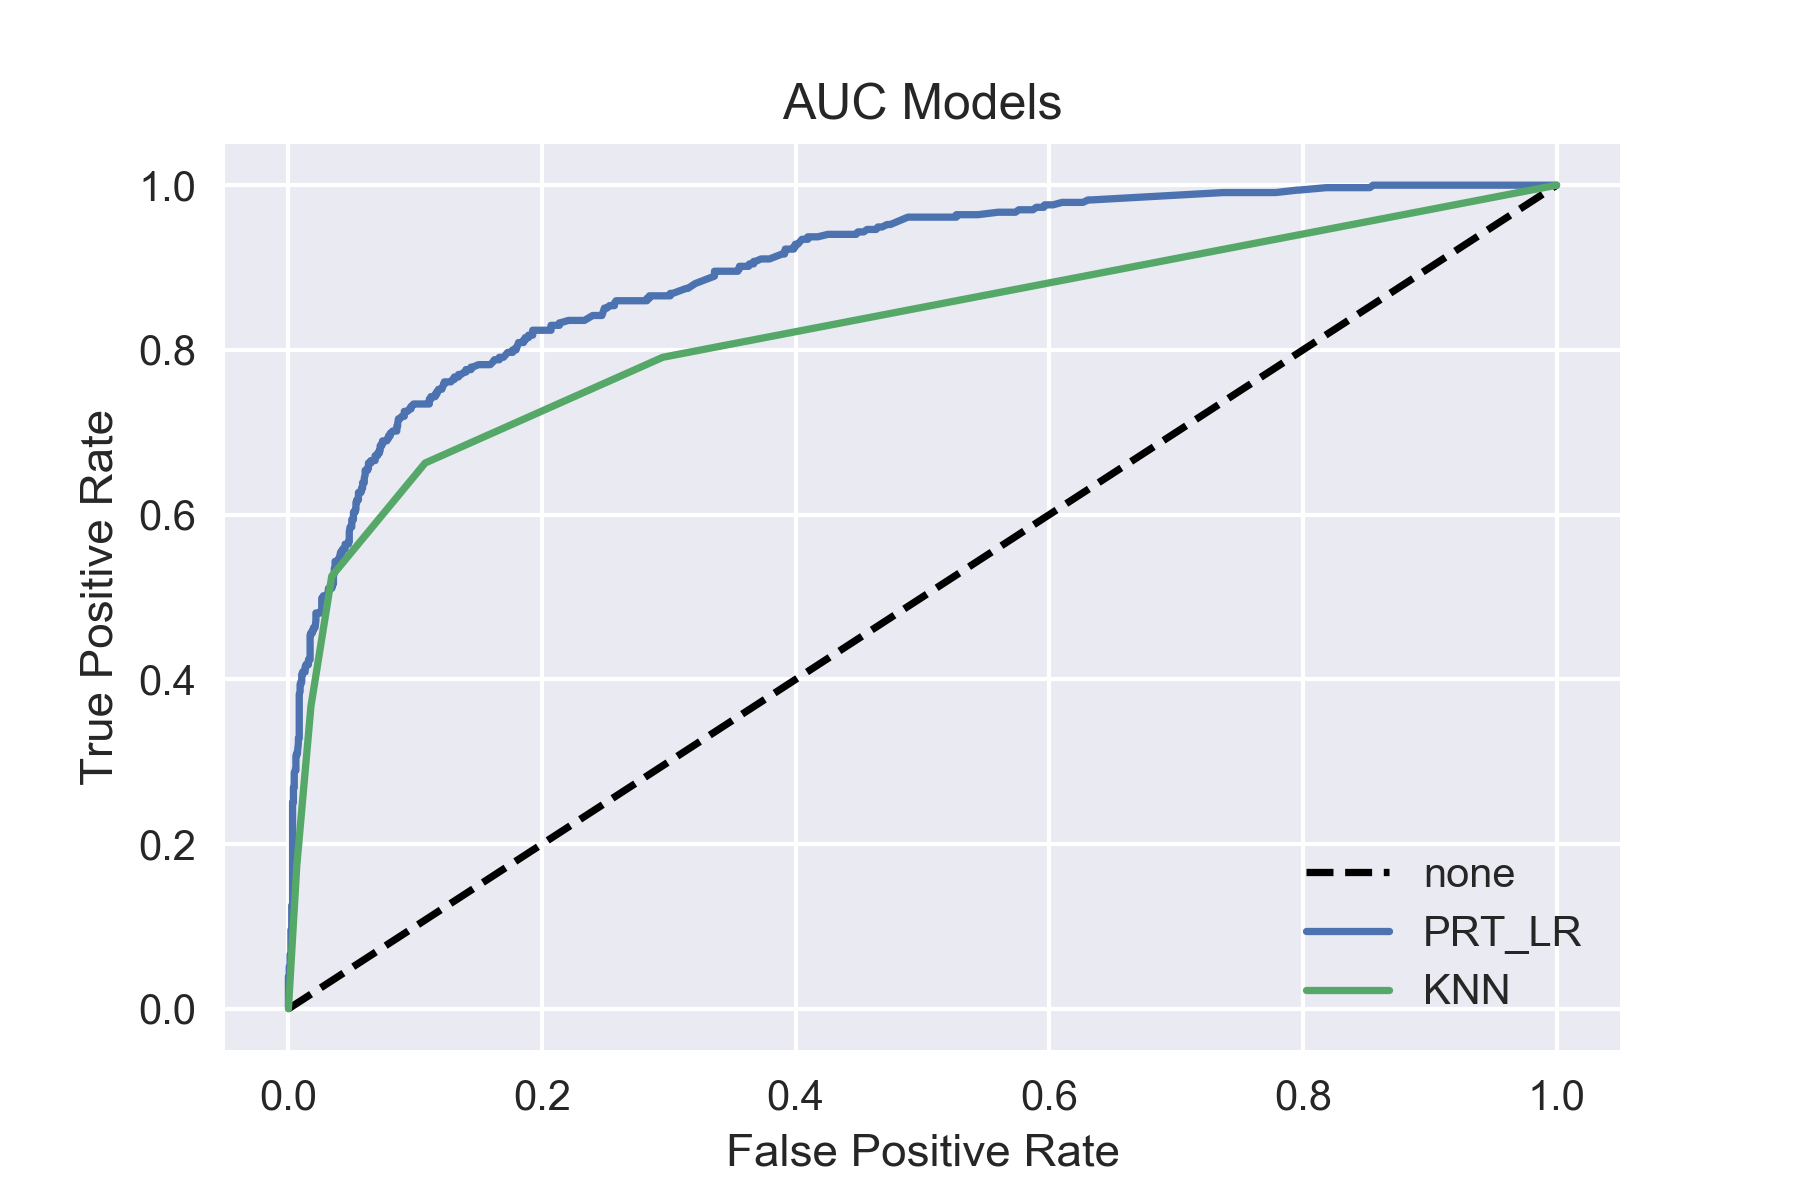 AUC Models
1.0
0.8
0.6
0.4
0.2
0.0
True Positive Rate
none
PRT_LR
KNN
0.0 0.2 0.4 0.6 0.8 1.0
False Positive Rate